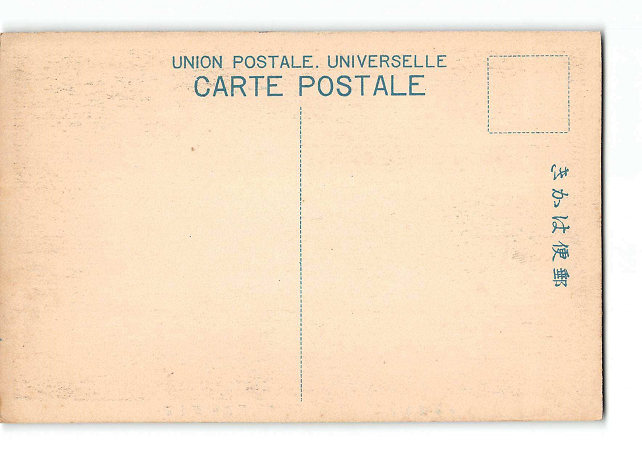 UNION POSTALE. UNIVERSELLE
CARTE POSTALE
郵便はかき